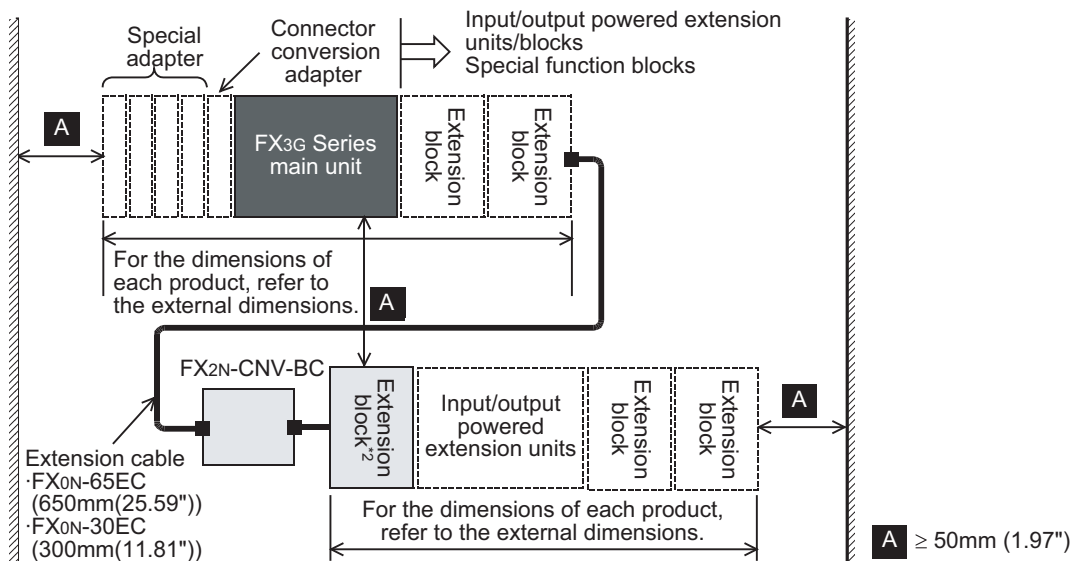 Special
adapter
Connector
conversion
adapter
Input/output powered extension
units/blocks
Special function blocks
A
FX3G Series
main unit
Extension
block
Extension
block
For the dimensions of
each product, refer to
the external dimensions.
A
FX2N-CNV-BC
Extension
block*2
Input/output
powered
extension units
Extension
block
Extension
block
A
Extension cable
·FX0N-65EC
(650mm(25.59"))
·FX0N-30EC
(300mm(11.81"))
For the dimensions of each product,
refer to the external dimensions.
A ≥ 50mm (1.97")